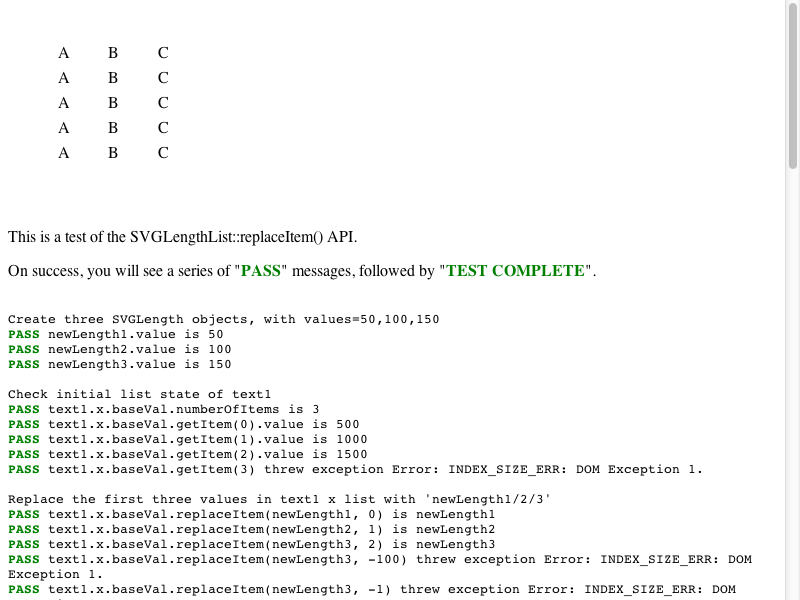 A B C
A B C
A B C
A B C
A B C
This is a test of the SVGLengthList::replaceItem() API.
On success, you will see a series of "PASS" messages, followed by "TEST COMPLETE".
Create three SVGLength objects, with values=50,100,150
PASS newLength1.value is 50
PASS newLength2.value is 100
PASS newLength3.value is 150
Check initial list state of text1
PASS text1.x.baseVal.numberOfItems is 3
PASS text1.x.baseVal.getItem(0).value is 500
PASS text1.x.baseVal.getItem(1).value is 1000
PASS text1.x.baseVal.getItem(2).value is 1500
PASS text1.x.baseVal.getItem(3) threw exception Error: INDEX_SIZE_ERR: DOM Exception 1.
Replace the first three values in text1 x list with 'newLength1/2/3'
PASS text1.x.baseVal.replaceItem(newLength1, 0) is newLength1
PASS text1.x.baseVal.replaceItem(newLength2, 1) is newLength2
PASS text1.x.baseVal.replaceItem(newLength3, 2) is newLength3
PASS text1.x.baseVal.replaceItem(newLength3, -100) threw exception Error: INDEX_SIZE_ERR: DOM
Exception 1.
PASS text1.x.baseVal.replaceItem(newLength3, -1) threw exception Error: INDEX_SIZE_ERR: DOM